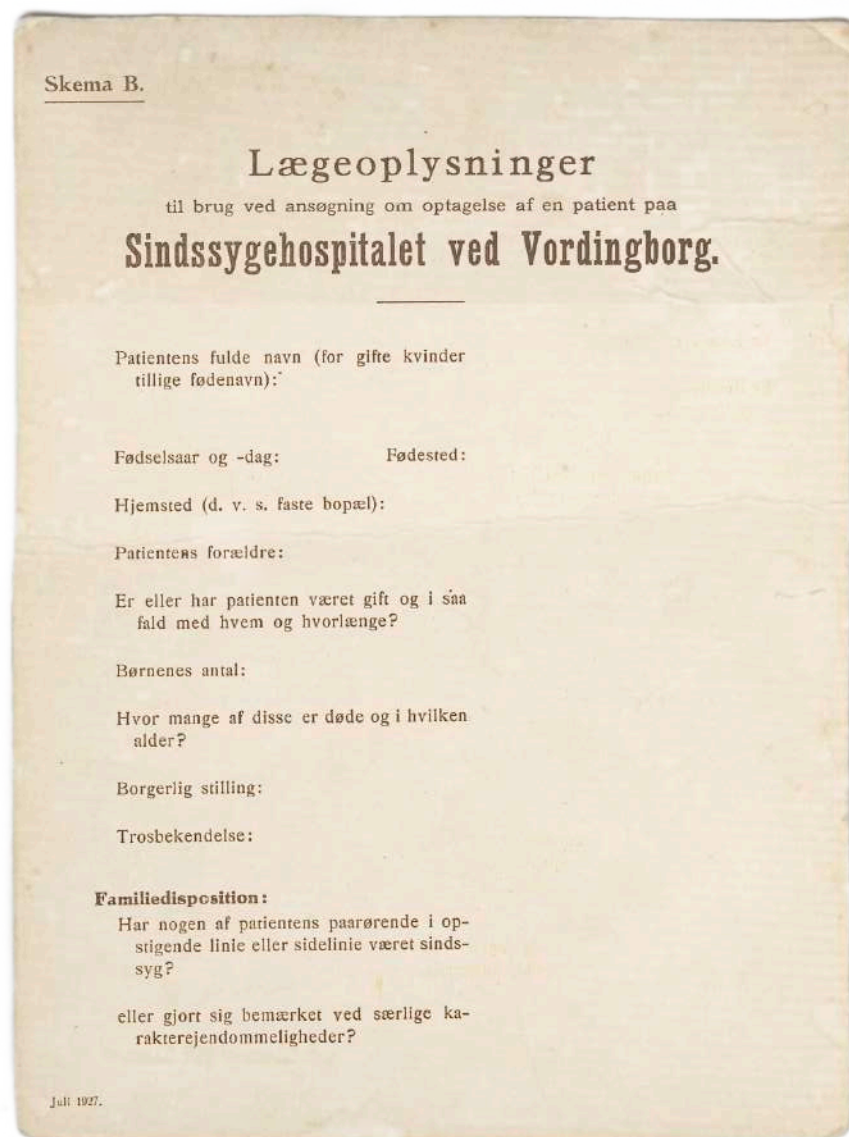 Skema B.
Lægeoplysninger
til brug ved ansøgning om optagelse af en patient paa
Sindssygehospitalet ved Vordingborg.
Patientens fulde navn (for gifte kvinder
tillige fødenavn):
Fødselsaar og -dag: Fødested:
Hjemsted (d. v. s. faste bopæl):
Patientens forældre:
Er eller har patienten været gift og i saa
fald med hvem og hvorlænge?
Børnenes antal:
Hvor mange af disse er døde og i hvilken
alder?
Borgerlig stilling:
Trosbekendelse:
Familiedisposition:
Har nogen af patientens paarørende i op-
stigende linie eller sidelinie været sinds-
syg?
eller gjort sig bemærket ved særlige ka-
rakterejendommeligheder?
Juli 1927.